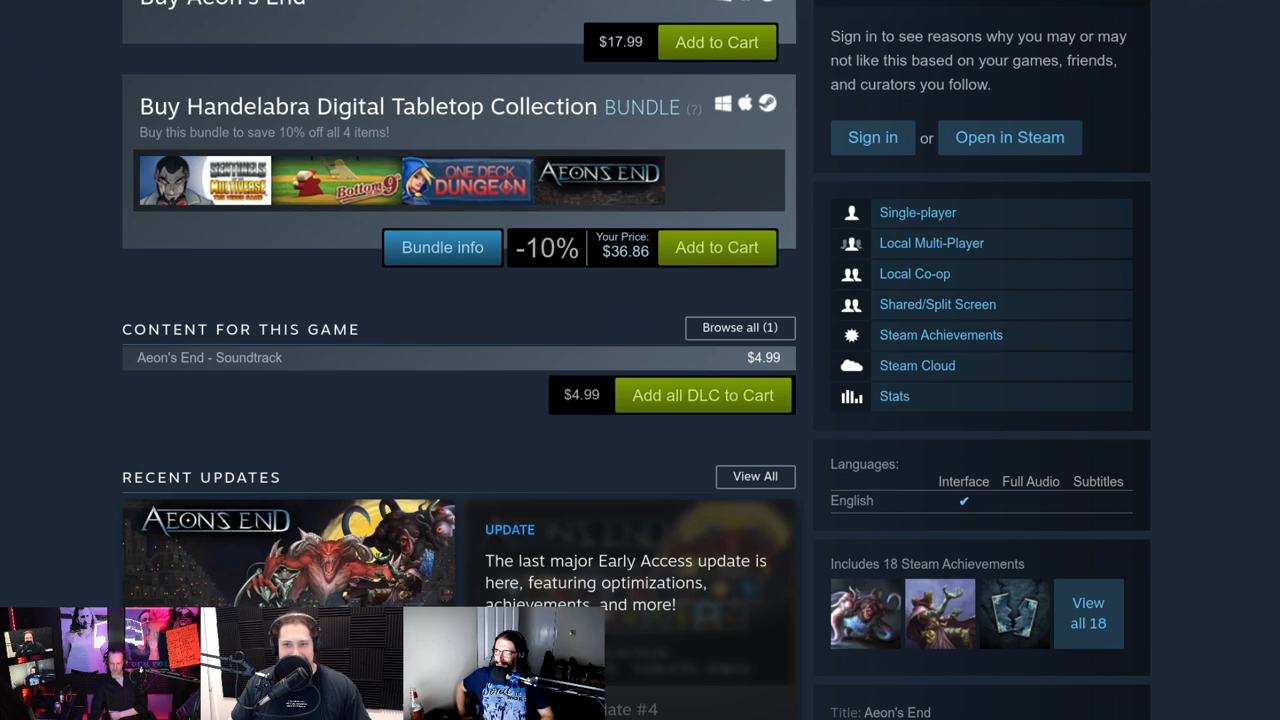 Buy Aeon's End
$17.99
Add to Cart
Buy Handelabra Digital Tabletop Collection BUNDLE (?)
Buy this bundle to save 10% off all 4 items!
SENTINELS OF THE MULTIVERSE THE VIDEO GAME
Bottom 9th
ONE DECK DUNGEON
AEON'S END
Bundle info
-10%
Your Price:
$36.86
Add to Cart
CONTENT FOR THIS GAME
Browse all (1)
Aeon's End - Soundtrack
$4.99
$4.99
Add all DLC to Cart
RECENT UPDATES
View All
AEON'S END
UPDATE
The last major Early Access update is
here, featuring optimizations,
achievements, and more!
date #4
Sign in to see reasons why you may or may
not like this based on your games, friends,
and curators you follow.
Sign in or Open in Steam
Single-player
Local Multi-Player
Local Co-op
Shared/Split Screen
Steam Achievements
Steam Cloud
Stats
Languages:
Interface Full Audio Subtitles
English ✔
Includes 18 Steam Achievements
View
all 18
Title: Aeon's End